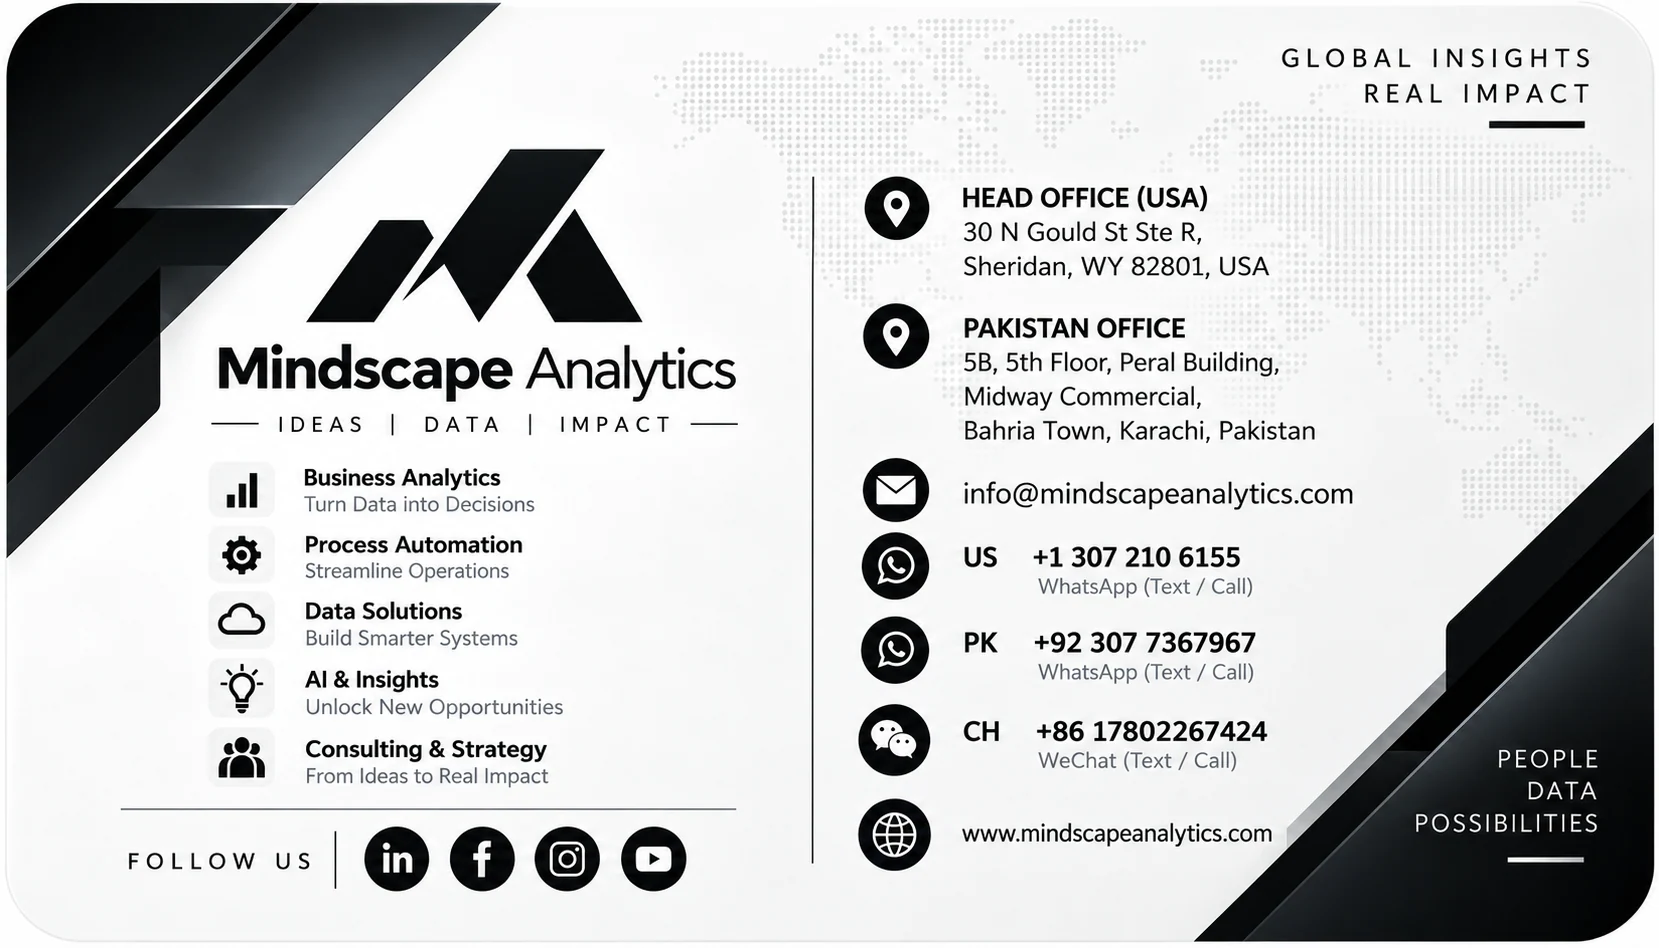 GLOBAL INSIGHTS
REAL IMPACT
Mindscape Analytics
IDEAS | DATA | IMPACT
Business Analytics
Turn Data into Decisions
Process Automation
Streamline Operations
Data Solutions
Build Smarter Systems
AI & Insights
Unlock New Opportunities
Consulting & Strategy
From Ideas to Real Impact
FOLLOW US
in
f
HEAD OFFICE (USA)
30 N Gould St Ste R,
Sheridan, WY 82801, USA
PAKISTAN OFFICE
5B, 5th Floor, Peral Building,
Midway Commercial,
Bahria Town, Karachi, Pakistan
info@mindscapeanalytics.com
US +1 307 210 6155
WhatsApp (Text / Call)
PK +92 307 7367967
WhatsApp (Text / Call)
CH +86 17802267424
WeChat (Text / Call)
www.mindscapeanalytics.com
PEOPLE
DATA
POSSIBILITIES